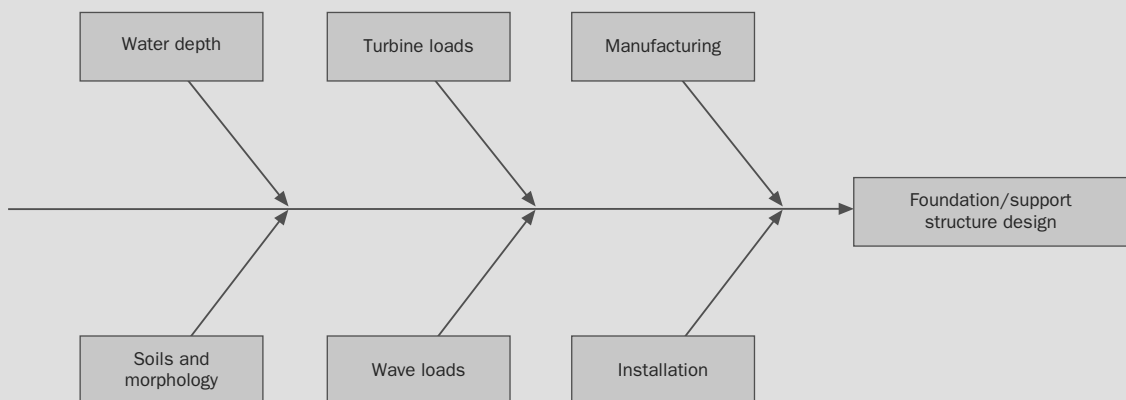 Water depth
Turbine loads
Manufacturing
Foundation/support
structure design
Soils and
morphology
Wave loads
Installation